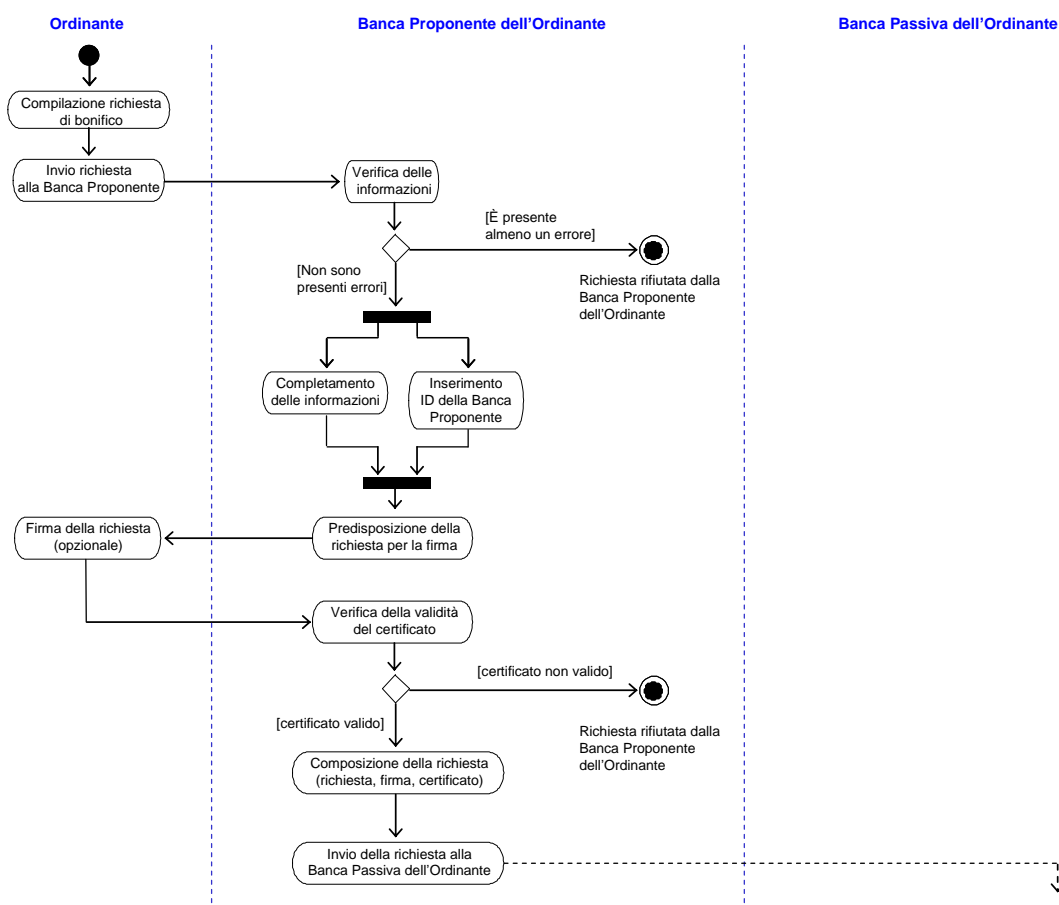 Ordinante
Banca Proponente dell'Ordinante
Banca Passiva dell'Ordinante
Compilazione richiesta
di bonifico
Invio richiesta
alla Banca Proponente
Verifica delle
informazioni
[È presente
almeno un errore]
[Non sono
presenti errori]
Richiesta rifiutata dalla
Banca Proponente
dell'Ordinante
Completamento
delle informazioni
Inserimento
ID della Banca
Proponente
Firma della richiesta
(opzionale)
Predisposizione della
richiesta per la firma
Verifica della validità
del certificato
[certificato non valido]
[certificato valido]
Richiesta rifiutata dalla
Banca Proponente
dell'Ordinante
Composizione della richiesta
(richiesta, firma, certificato)
Invio della richiesta alla
Banca Passiva dell'Ordinante